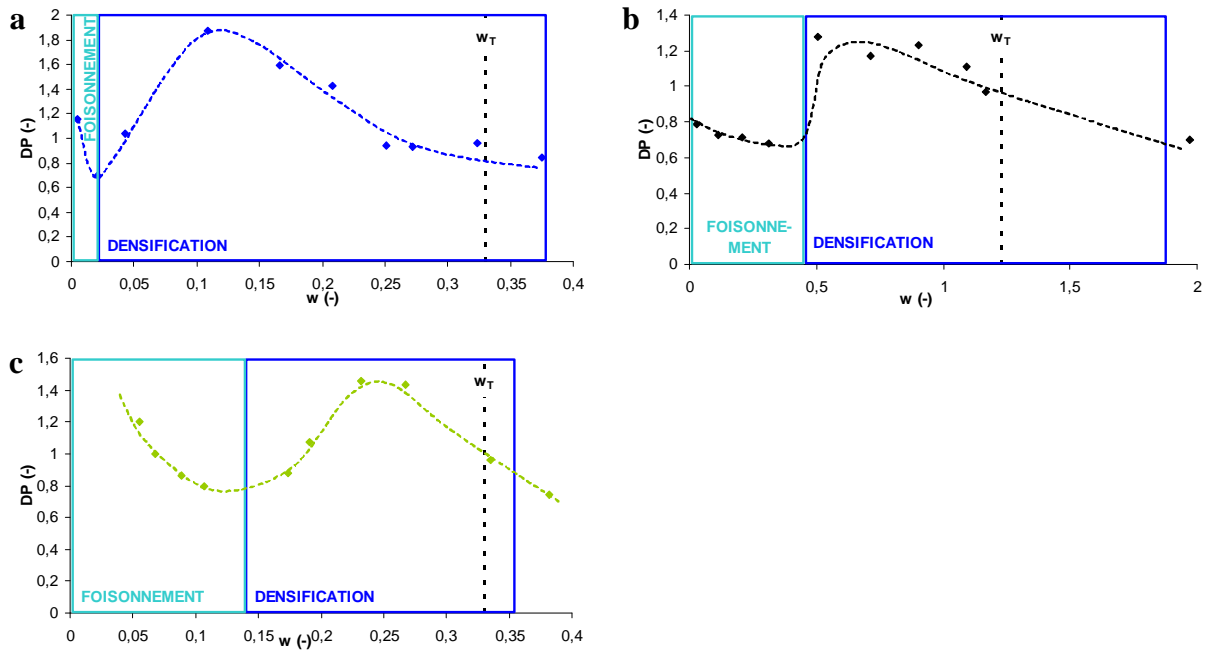 a
2
1,8
1,6
1,4
1,2
1
0,8
0,6
0,4
0,2
0
DP (-)
FOISONNEMENT
DENSIFICATION
wT
0 0,05 0,1 0,15 0,2 0,25 0,3 0,35 0,4
w (-)
b
1,4
1,2
1
0,8
0,6
0,4
0,2
0
DP (-)
wT
FOISONNE-
MENT
DENSIFICATION
0 0,5 1 1,5 2
w (-)
c
1,6
1,4
1,2
1
0,8
0,6
0,4
0,2
0
DP (-)
wT
FOISONNEMENT
DENSIFICATION
0 0,05 0,1 0,15 0,2 0,25 0,3 0,35 0,4
w (-)